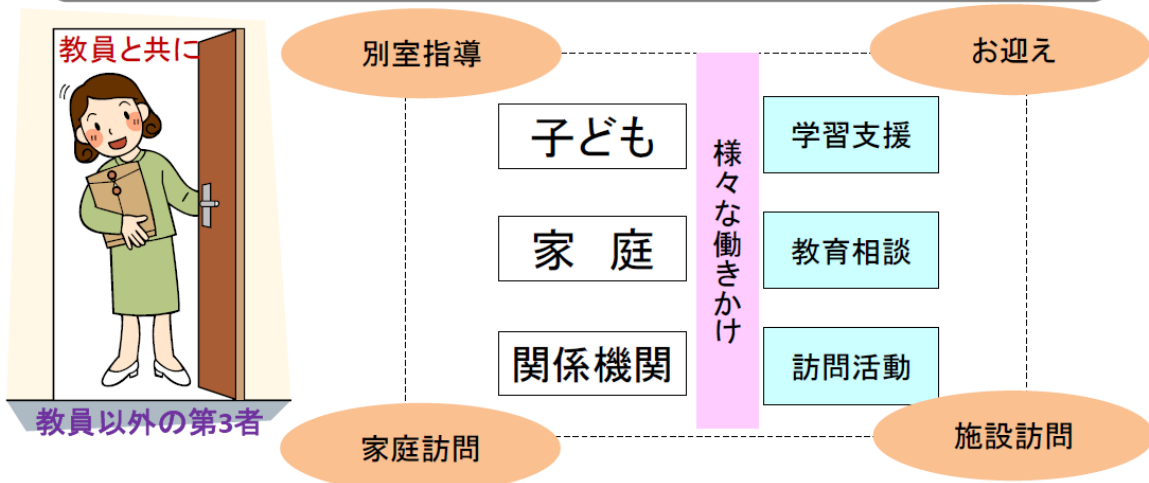 教員と共に
教員以外の第3者
別室指導
お迎え
子ども
家 庭
関係機関
様々な働きかけ
学習支援
教育相談
訪問活動
家庭訪問
施設訪問